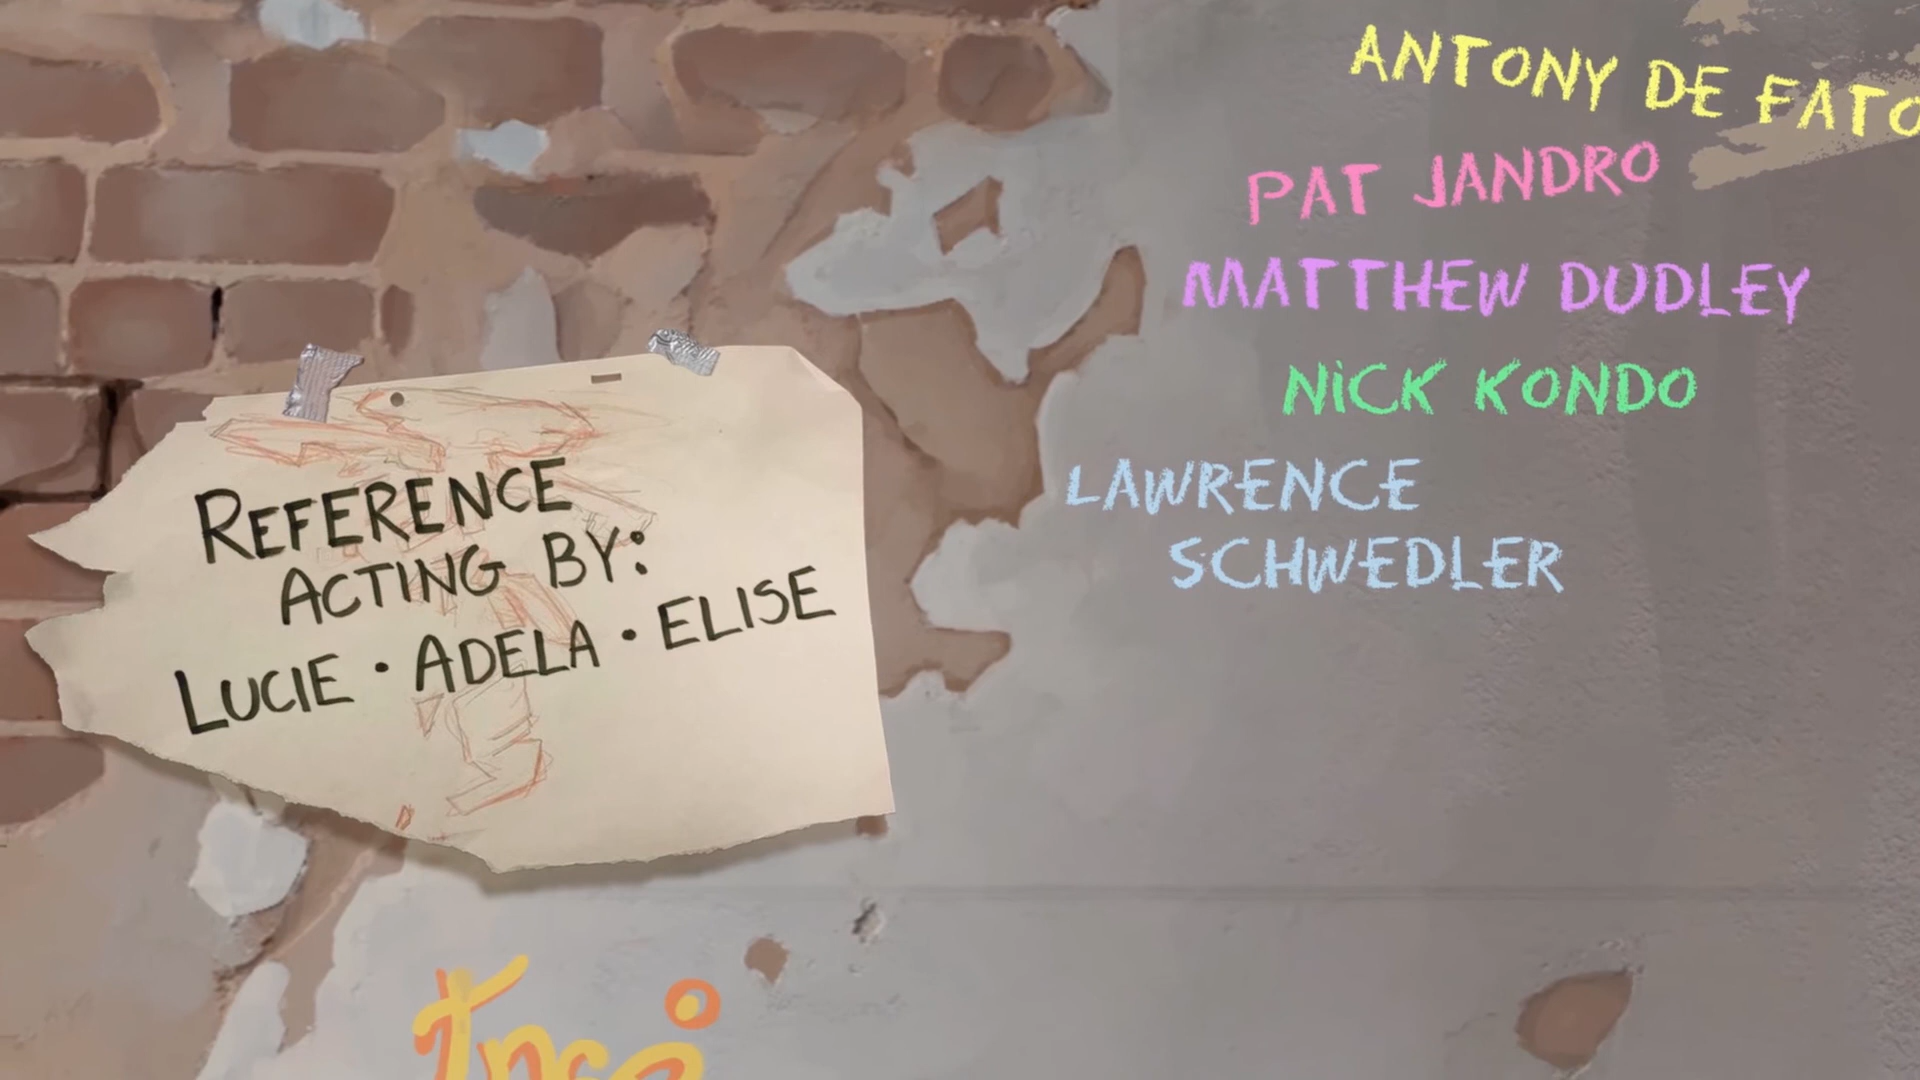 REFERENCE
ACTING BY:
LUCIE • ADELA • ELISE
ANTONY DE FATO
PAT JANDRO
MATTHEW DUDLEY
NICK KONDO
LAWRENCE
SCHWEDLER